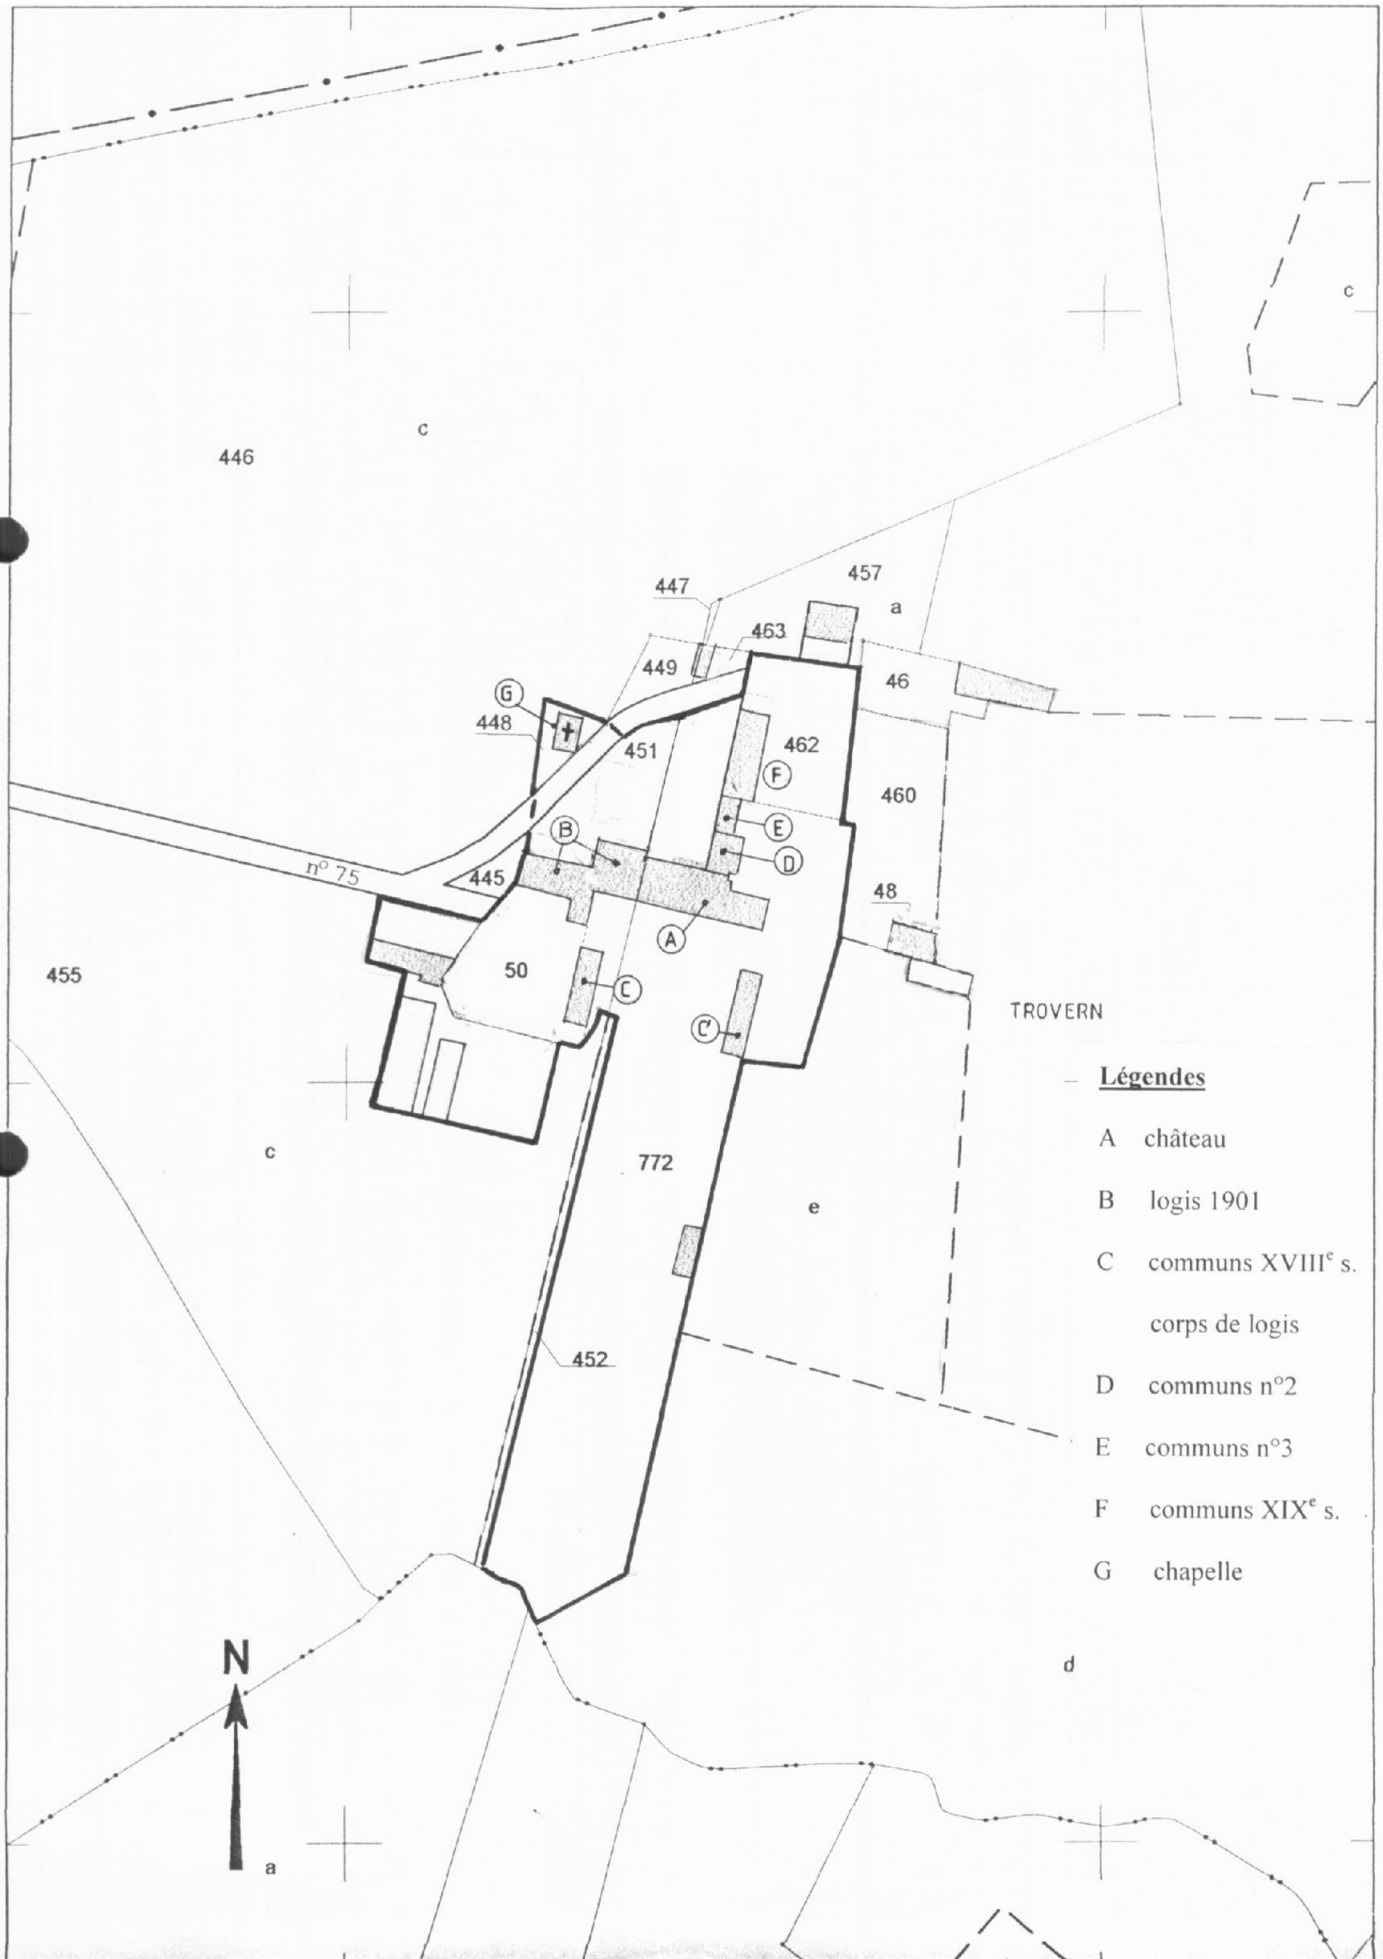 c
c
446
457
447
a
463
449
46
G
448
451
462
F
460
E
B
D
n° 75
445
48
A
455
50
C
C'
TROVERN
Légendes
A château
c
772
B logis 1901
e
C communs XVIIIe s.
corps de logis
452
D communs n°2
E communs n°3
F communs XIXe s.
G chapelle
N
d
a